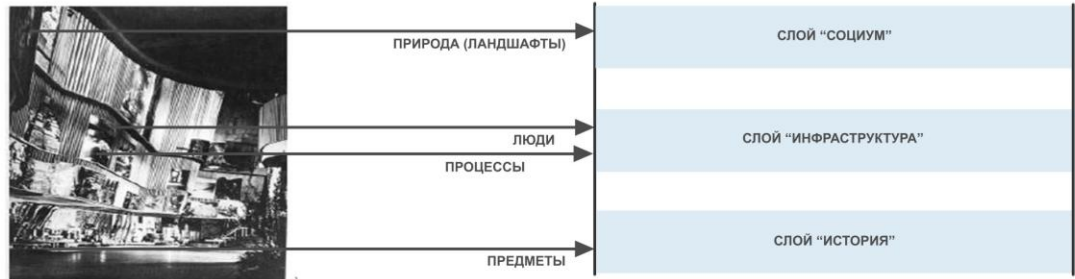 ПРИРОДА (ЛАНДШАФТЫ)
СЛОЙ “СОЦИУМ”
ЛЮДИ
СЛОЙ “ИНФРАСТРУКТУРА”
ПРОЦЕССЫ
СЛОЙ “ИСТОРИЯ”
ПРЕДМЕТЫ